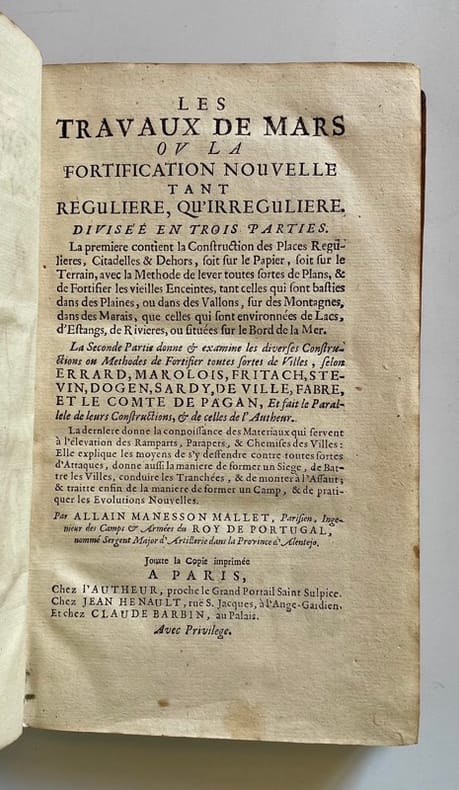 LES
TRAVAUX DE MARS
OV LA
FORTIFICATION NOUVELLE
TANT
REGULIERE, QU'IRREGULIERE.
DIVISEÉ EN TROIS PARTIES.
La premiere contient la Construction des Places Regu-
lieres, Citadelles & Dehors, soit sur le Papier, soit sur le
Terrain, avec la Methode de lever toutes sortes de Plans, &
de Fortifier les vieilles Enceintes, tant celles qui sont basties
dans des Plaines, ou dans des Vallons, sur des Montagnes,
dans des Marais, que celles qui sont environnées de Lacs,
d'Estangs, de Rivieres, ou situées sur le Bord de la Mer.
La Seconde Partie donne & examine les diverses Constru-
ctions ou Methodes de Fortifier toutes sortes de Villes, selon
ERRARD, MAROLOIS, FRITACH, STE-
VIN, DOGEN, SARDY, DE VILLE, FABRE,
ET LE COMTE DE PAGAN, Et fait le Paral-
lele de leurs Constructions, & de celles de l'Autheur.
La derniere donne la connoissance des Materiaux qui servent
à l'élevation des Ramparts, Parapets, & Chemises des Villes:
Elle explique les moyens de s'y deffendre contre toutes sortes
d'Attaques, donne aussi la maniere de former un Siege, de Bat-
tre les Villes, conduire les Tranchées, & de monter à l'Assaut;
& traitte enfin de la maniere de former un Camp, & de prati-
quer les Evolutions Nouvelles.
Par ALLAIN MANESSON MALLET, Parisien, Inge-
nieur des Camps & Armées du ROY DE PORTUGAL,
nommé Sergent Major d'Artillerie dans la Province d'Alentejo.
Jouxte la Copie imprimée
A PARIS,
Chez l'AUTHEUR, proche le Grand Portail Saint Sulpice.
Chez JEAN HENAULT, ruë S. Jacques, à l'Ange-Gardien.
Et chez CLAUDE BARBIN, au Palais.
Avec Privilege.